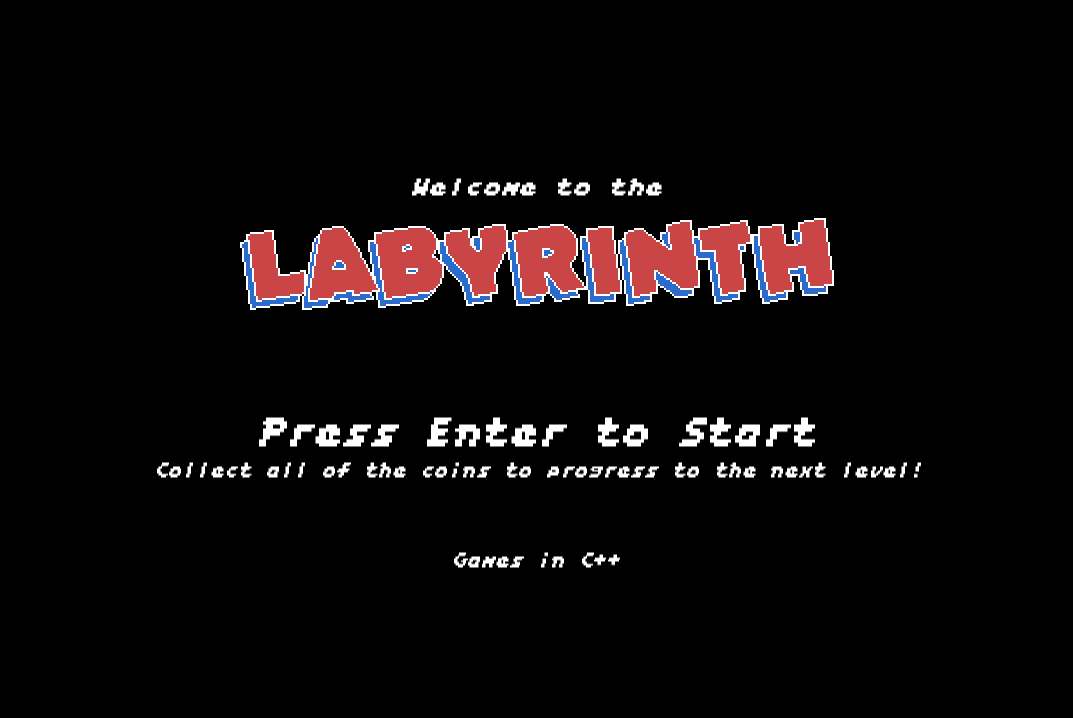 Welcome to the
LABYRINTH
Press Enter to Start
Collect all of the coins to progress to the next level!
Games in C++